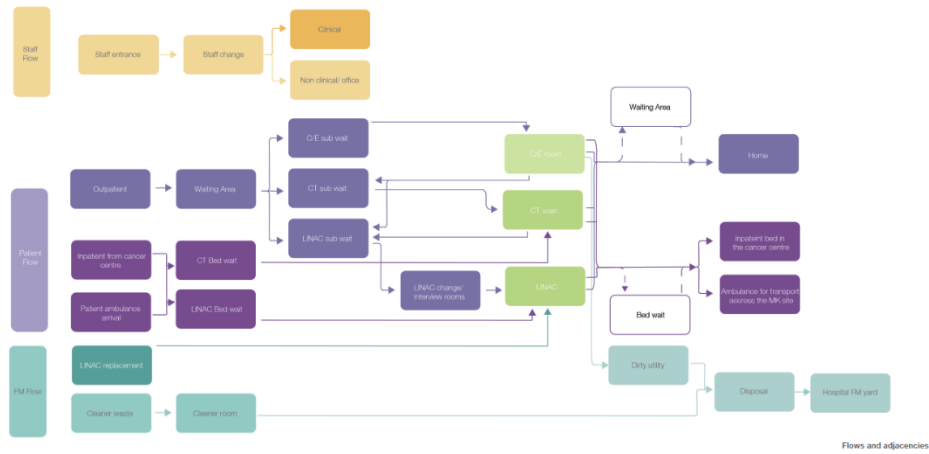 Staff
Flow
Staff entrance
Staff change
Clinical
Non clinical/ office
Patient
Flow
Outpatient
Waiting Area
C/E sub wait
CT sub wait
LINAC sub wait
Inpatient from cancer
centre
CT Bed wait
Patient ambulance
arrival
LINAC Bed wait
LINAC change/
interview rooms
C/E room
CT scan
LINAC
Waiting Area
Home
Inpatient bed in
the cancer centre
Ambulance for transport
accross the MK site
Bed wait
FM Flow
LINAC replacement
Cleaner waste
Cleaner room
Dirty utility
Disposal
Hospital FM yard
Flows and adjacencies